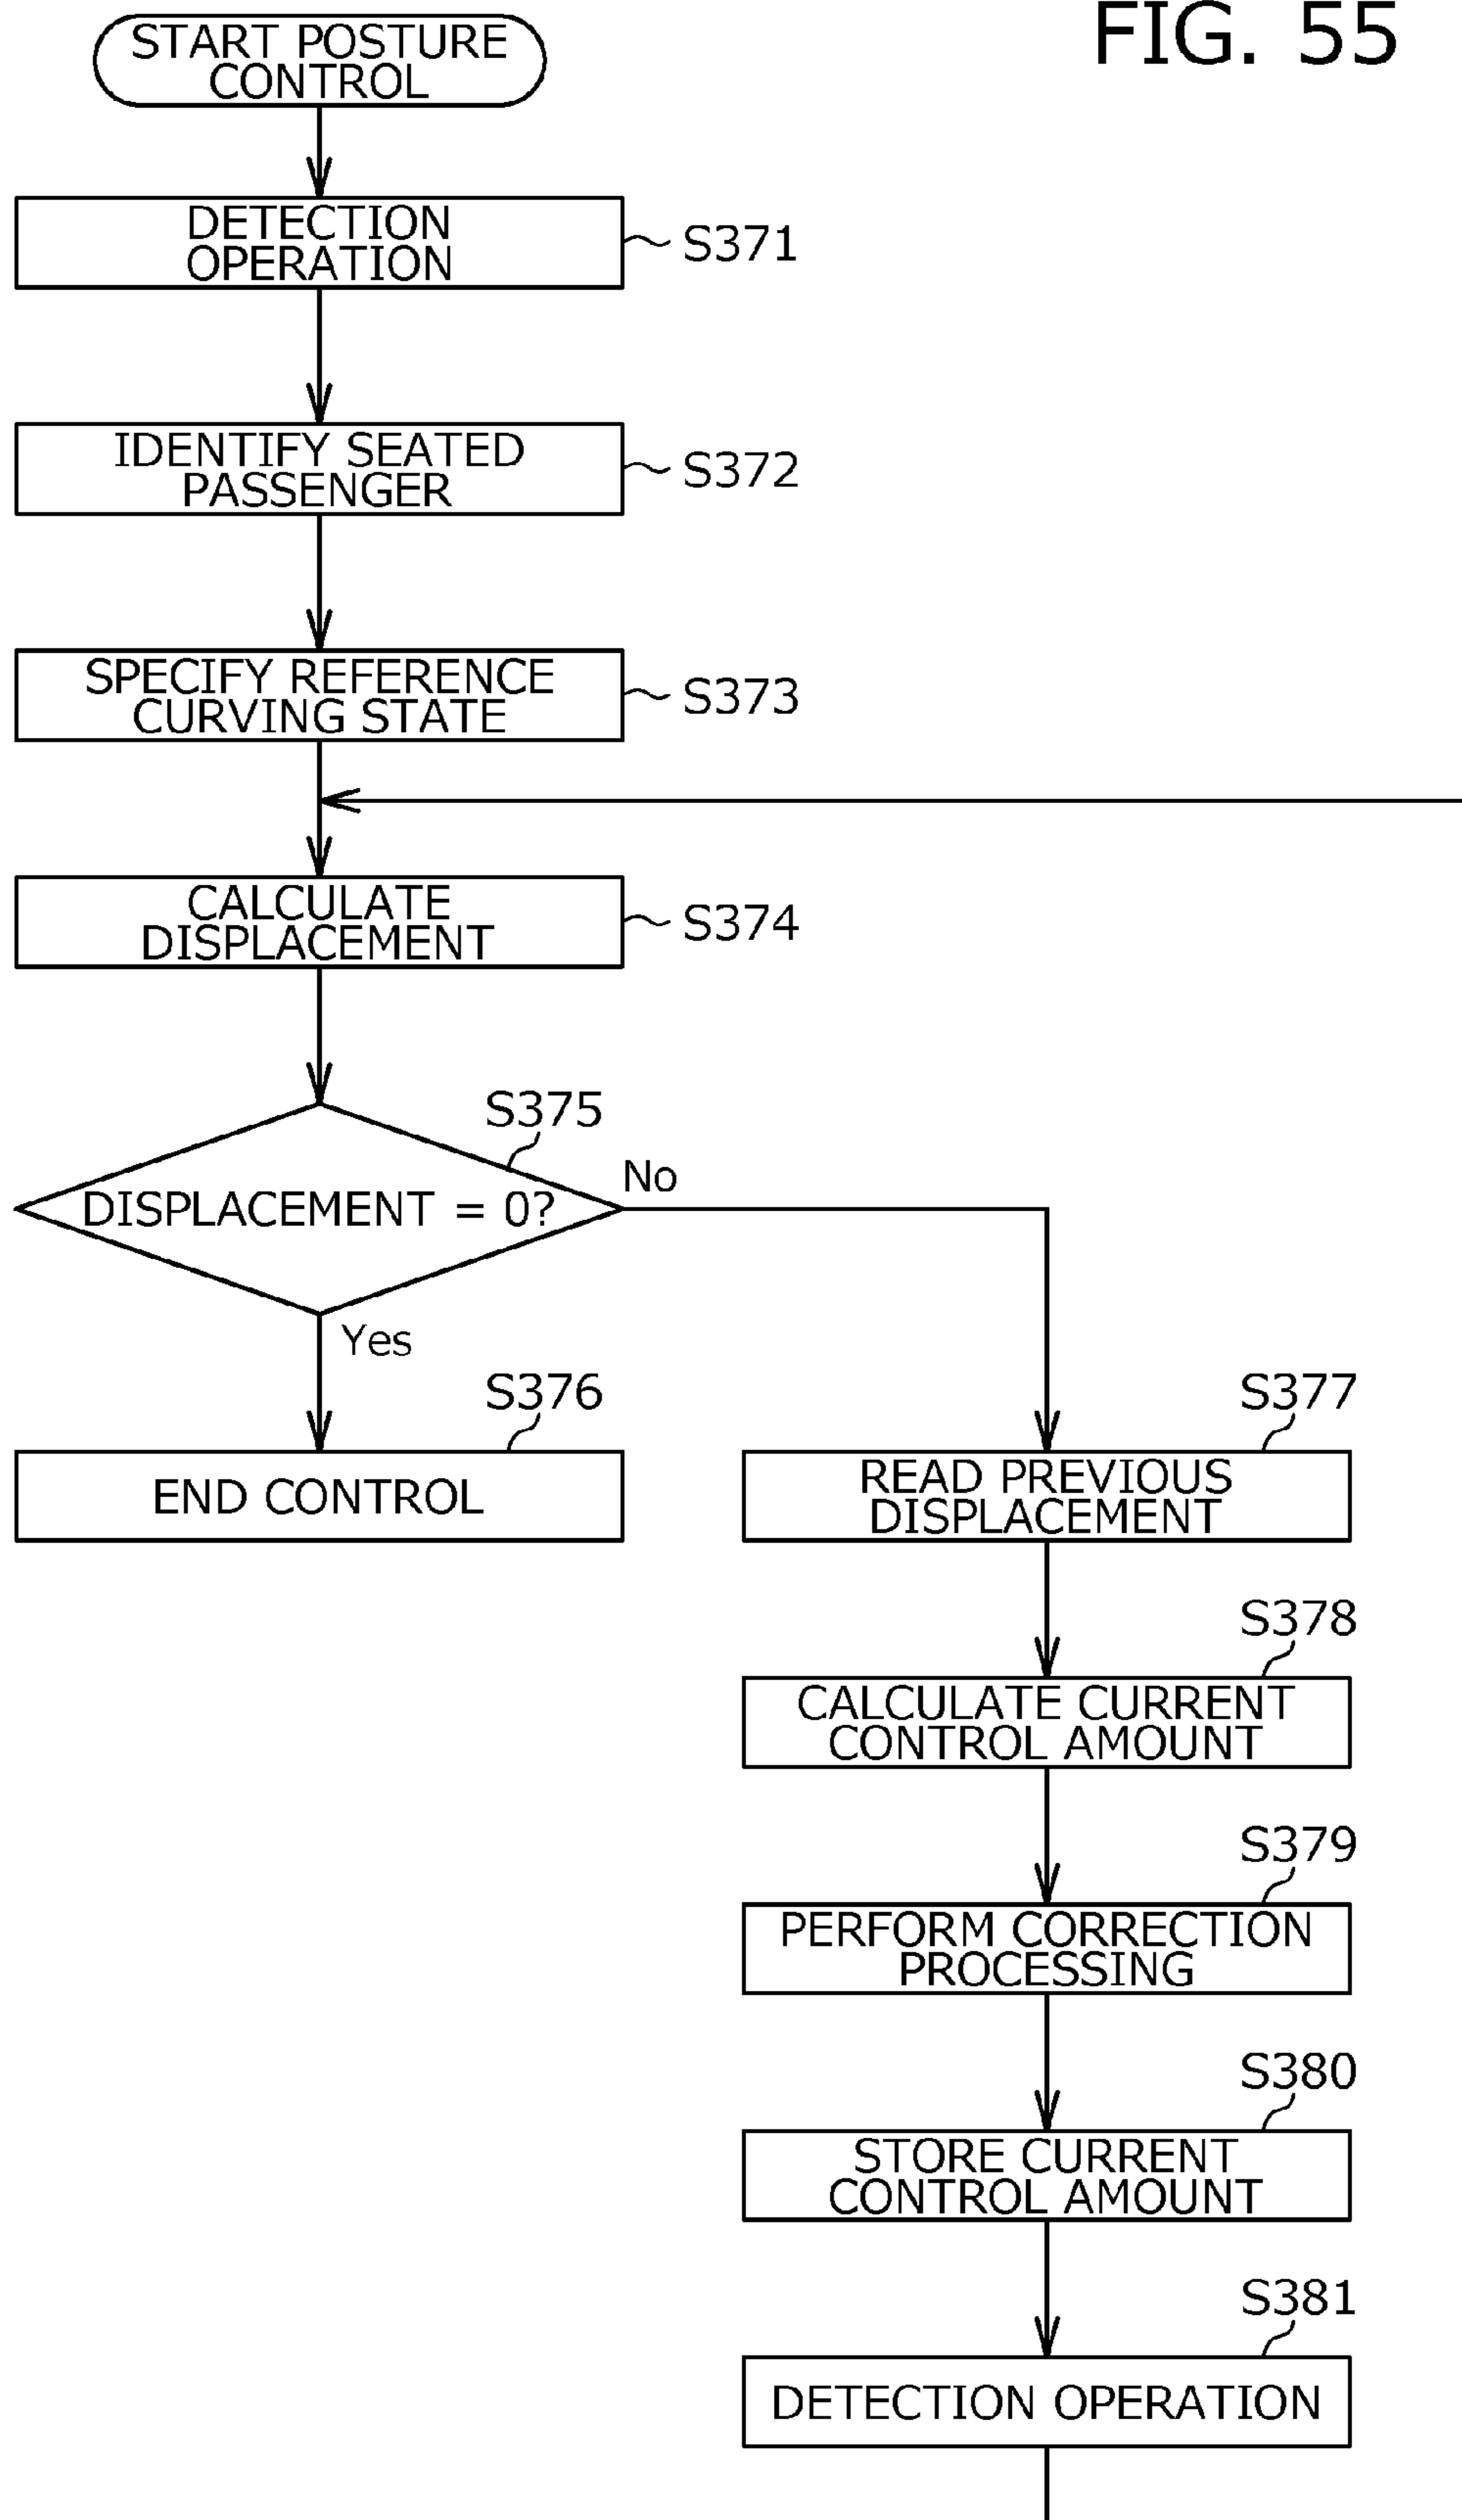 FIG. 55
START POSTURE
CONTROL
DETECTION
OPERATION
S371
IDENTIFY SEATED
PASSENGER
S372
SPECIFY REFERENCE
CURVING STATE
S373
CALCULATE
DISPLACEMENT
S374
S375
DISPLACEMENT = 0?
No
Yes
S376
END CONTROL
S377
READ PREVIOUS
DISPLACEMENT
S378
CALCULATE CURRENT
CONTROL AMOUNT
S379
PERFORM CORRECTION
PROCESSING
S380
STORE CURRENT
CONTROL AMOUNT
S381
DETECTION OPERATION